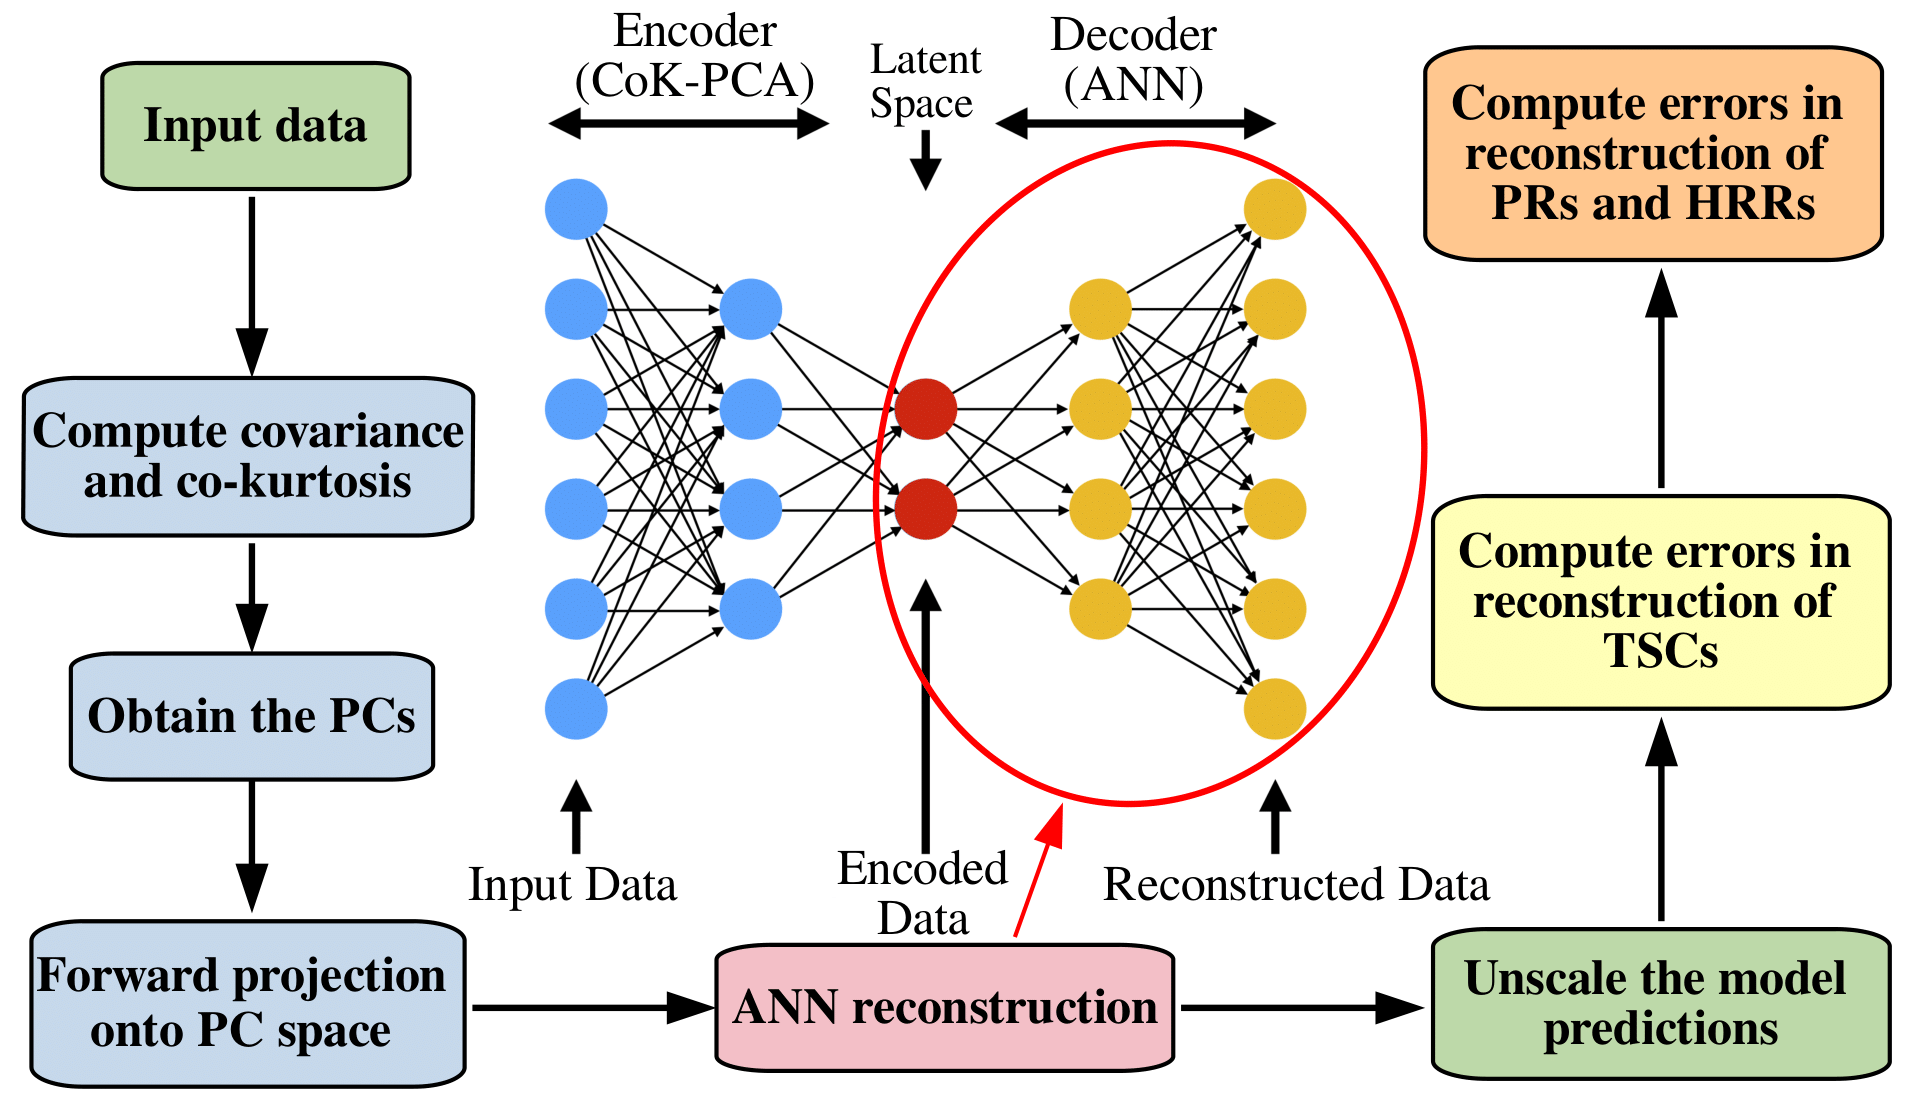 Input data
Compute covariance
and co-kurtosis
Obtain the PCs
Forward projection
onto PC space
Encoder
(CoK-PCA)
Latent
Space
Decoder
(ANN)
Input Data
Encoded
Data
Reconstructed Data
ANN reconstruction
Compute errors in
reconstruction of
PRs and HRRs
Compute errors in
reconstruction of
TSCs
Unscale the model
predictions